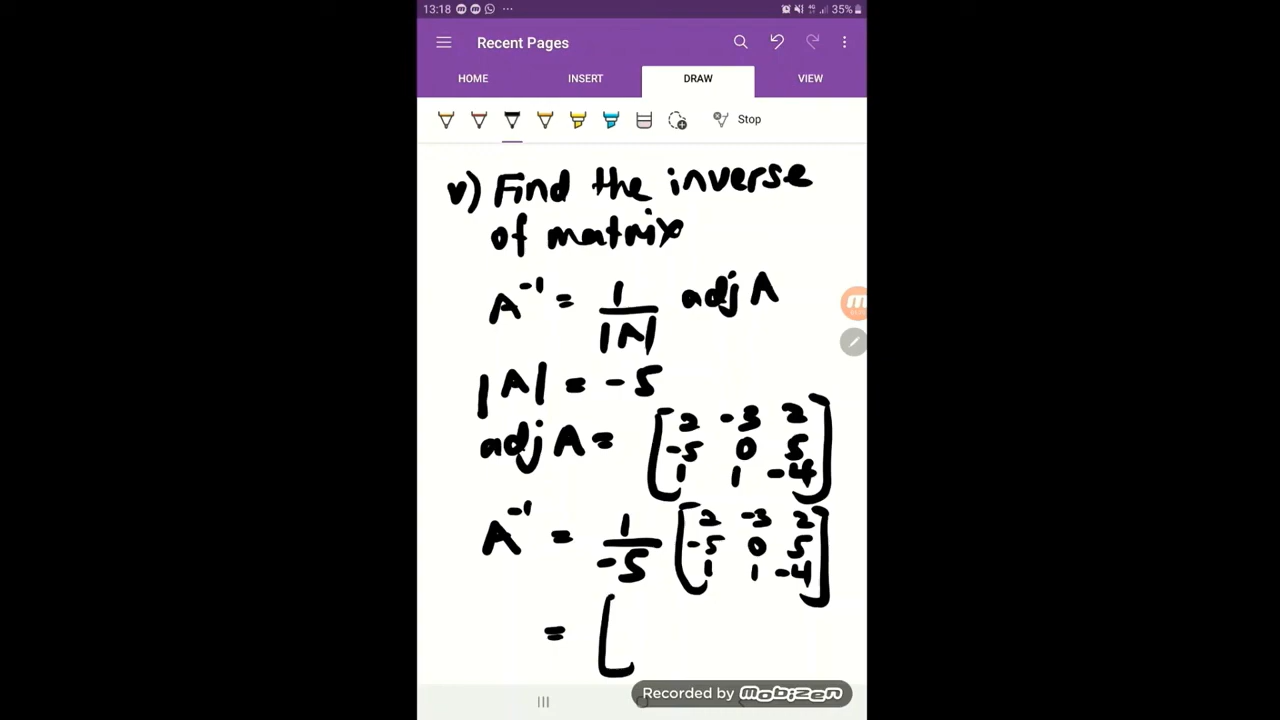 13:18 ... 4G 35%
Recent Pages
HOME INSERT DRAW VIEW
Stop
v) Find the inverse
of matrix
A⁻¹ = 1/|A| adj A
|A| = -5
adj A = [2 -3 2
-5 0 5
1 1 -4]
A⁻¹ = 1/-5 [2 -3 2
-5 0 5
1 1 -4]
= [
Recorded by mobizen